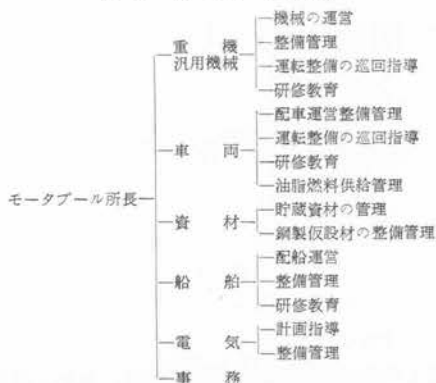 モータプール所長
重機
汎用機械
機械の運営
整備管理
運転整備の巡回指導
研修教育
車両
配車運営整備管理
運転整備の巡回指導
研修教育
油脂燃料供給管理
資材
貯蔵資材の管理
鋼製仮設材の整備管理
船舶
配船運営
整備管理
研修教育
電気
計画指導
整備管理
事務